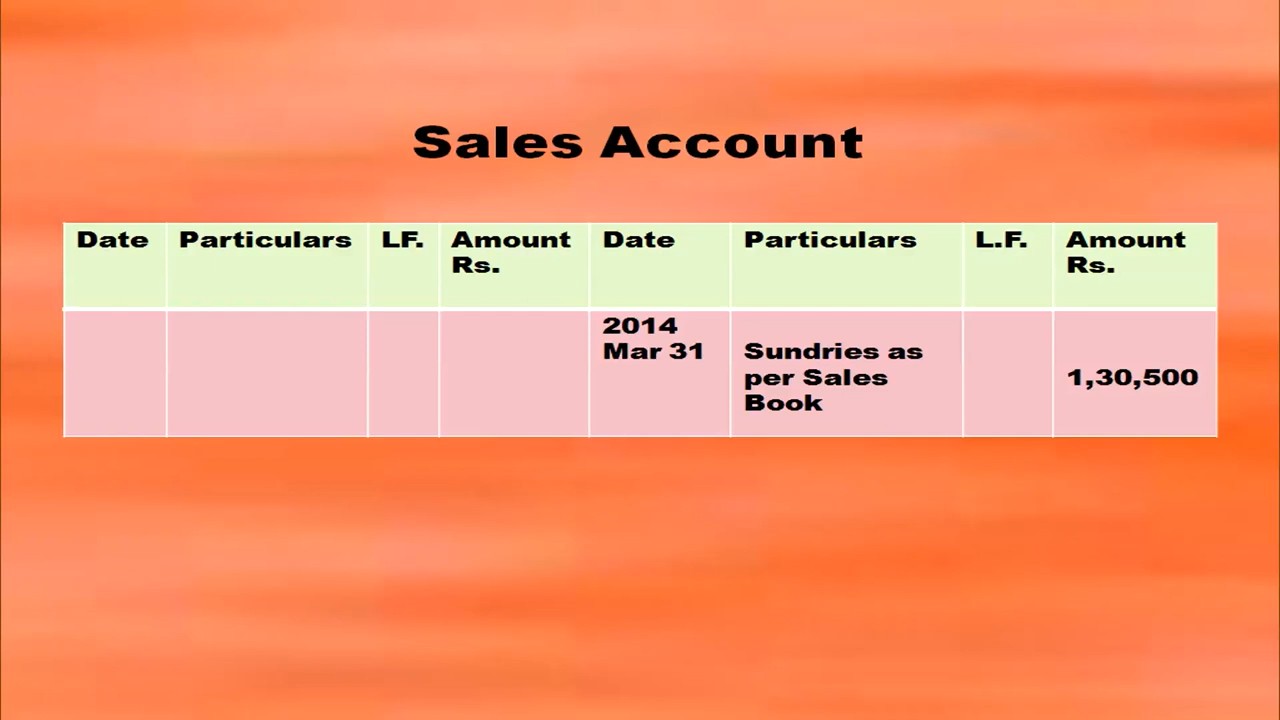 Sales Account
Date Particulars LF. Amount Rs. Date Particulars L.F. Amount Rs.
2014
Mar 31 Sundries as
per Sales 1,30,500
Book